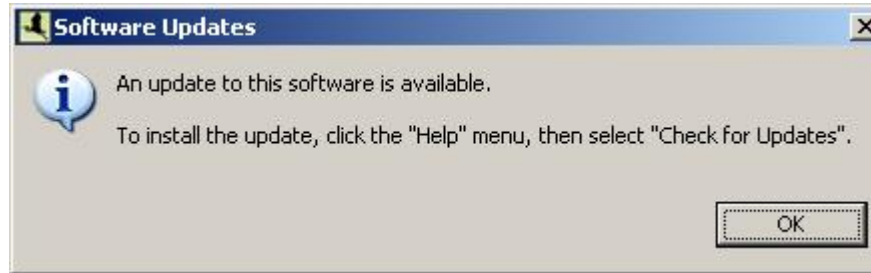 Software Updates
An update to this software is available.
To install the update, click the "Help" menu, then select "Check for Updates".
OK